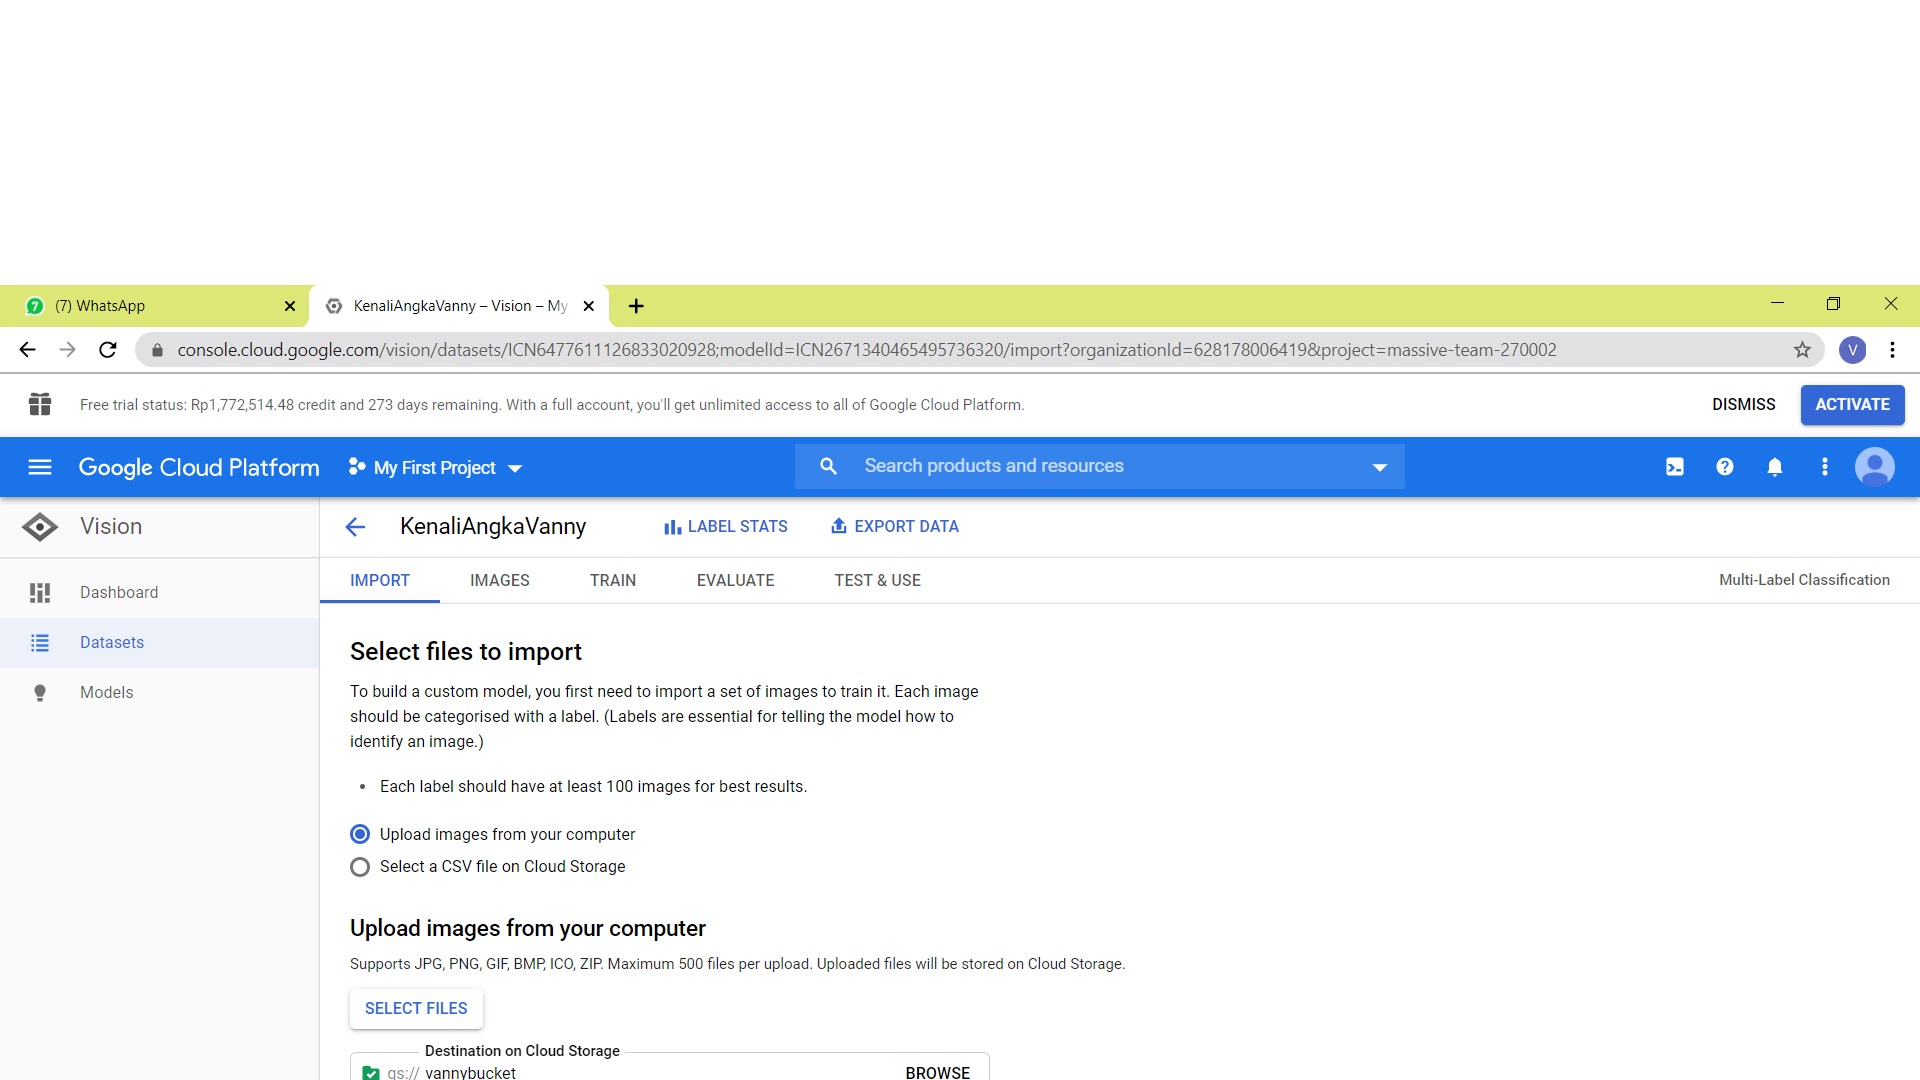 7 (7) WhatsApp
KenaliAngkaVanny – Vision – My
console.cloud.google.com/vision/datasets/ICN6477611126833020928;modelId=ICN2671340465495736320/import?organizationId=628178006419&project=massive-team-270002
V
Free trial status: Rp1,772,514.48 credit and 273 days remaining. With a full account, you'll get unlimited access to all of Google Cloud Platform.
DISMISS
ACTIVATE
Google Cloud Platform
My First Project
Search products and resources
Vision
KenaliAngkaVanny
LABEL STATS
EXPORT DATA
IMPORT
IMAGES
TRAIN
EVALUATE
TEST & USE
Multi-Label Classification
Dashboard
Datasets
Models
Select files to import
To build a custom model, you first need to import a set of images to train it. Each image
should be categorised with a label. (Labels are essential for telling the model how to
identify an image.)
• Each label should have at least 100 images for best results.
Upload images from your computer
Select a CSV file on Cloud Storage
Upload images from your computer
Supports JPG, PNG, GIF, BMP, ICO, ZIP. Maximum 500 files per upload. Uploaded files will be stored on Cloud Storage.
SELECT FILES
Destination on Cloud Storage
gs:// vannybucket
BROWSE